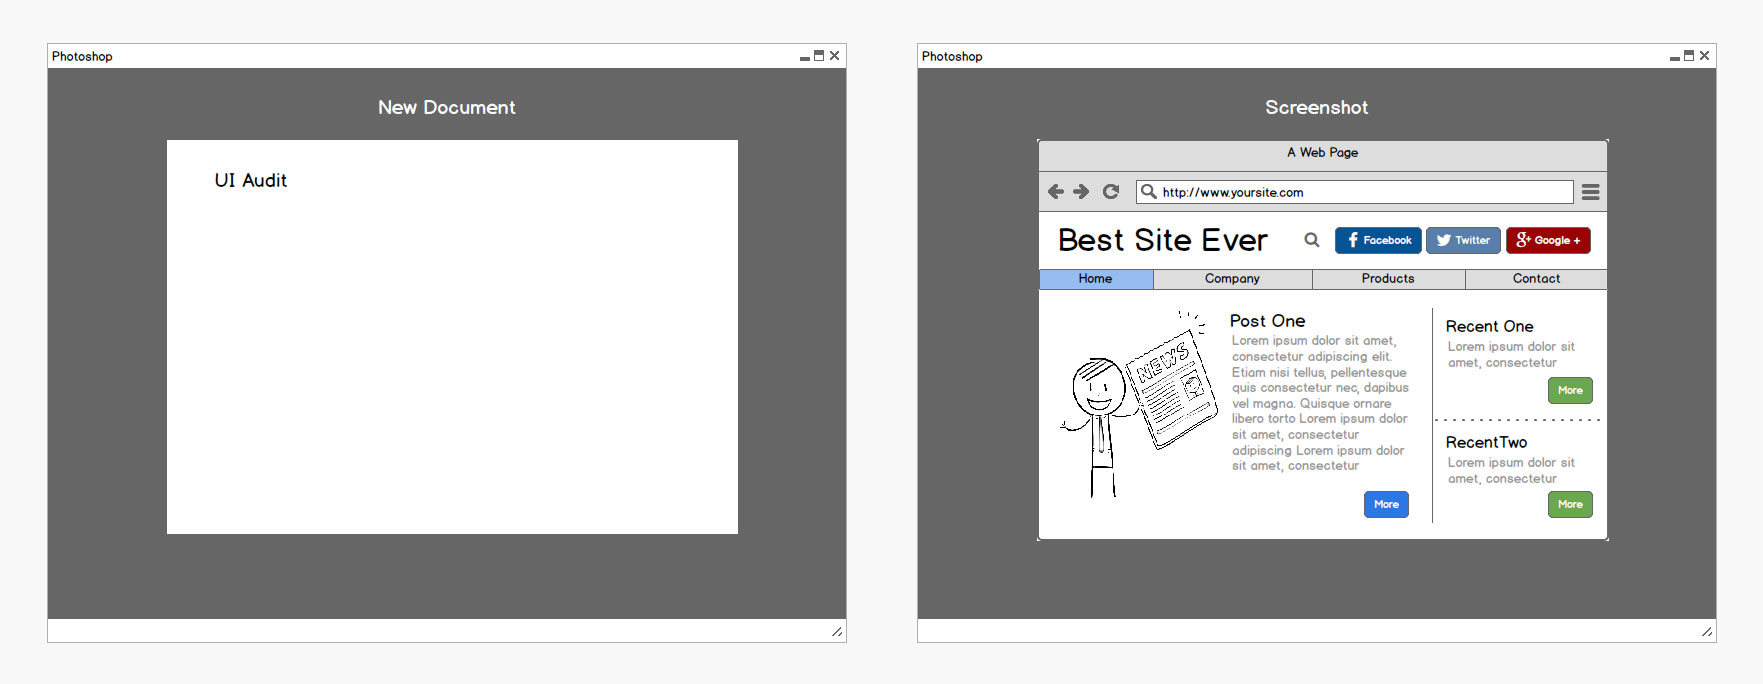 Photoshop
New Document
UI Audit
Photoshop
Screenshot
A Web Page
http://www.yoursite.com
Best Site Ever
Facebook
Twitter
Google +
Home
Company
Products
Contact
NEWS
Post One
Lorem ipsum dolor sit amet,
consectetur adipiscing elit.
Etiam nisi tellus, pellentesque
quis consectetur nec, dapibus
vel magna. Quisque ornare
libero torto Lorem ipsum dolor
sit amet, consectetur
adipiscing Lorem ipsum dolor
sit amet, consectetur
More
Recent One
Lorem ipsum dolor sit
amet, consectetur
More
RecentTwo
Lorem ipsum dolor sit
amet, consectetur
More